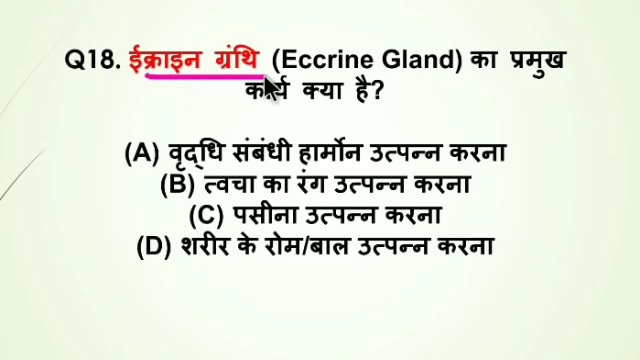 Q18. ईक्राइन ग्रंथि (Eccrine Gland) का प्रमुख
कार्य क्या है?
(A) वृद्धि संबंधी हार्मोन उत्पन्न करना
(B) त्वचा का रंग उत्पन्न करना
(C) पसीना उत्पन्न करना
(D) शरीर के रोम/बाल उत्पन्न करना